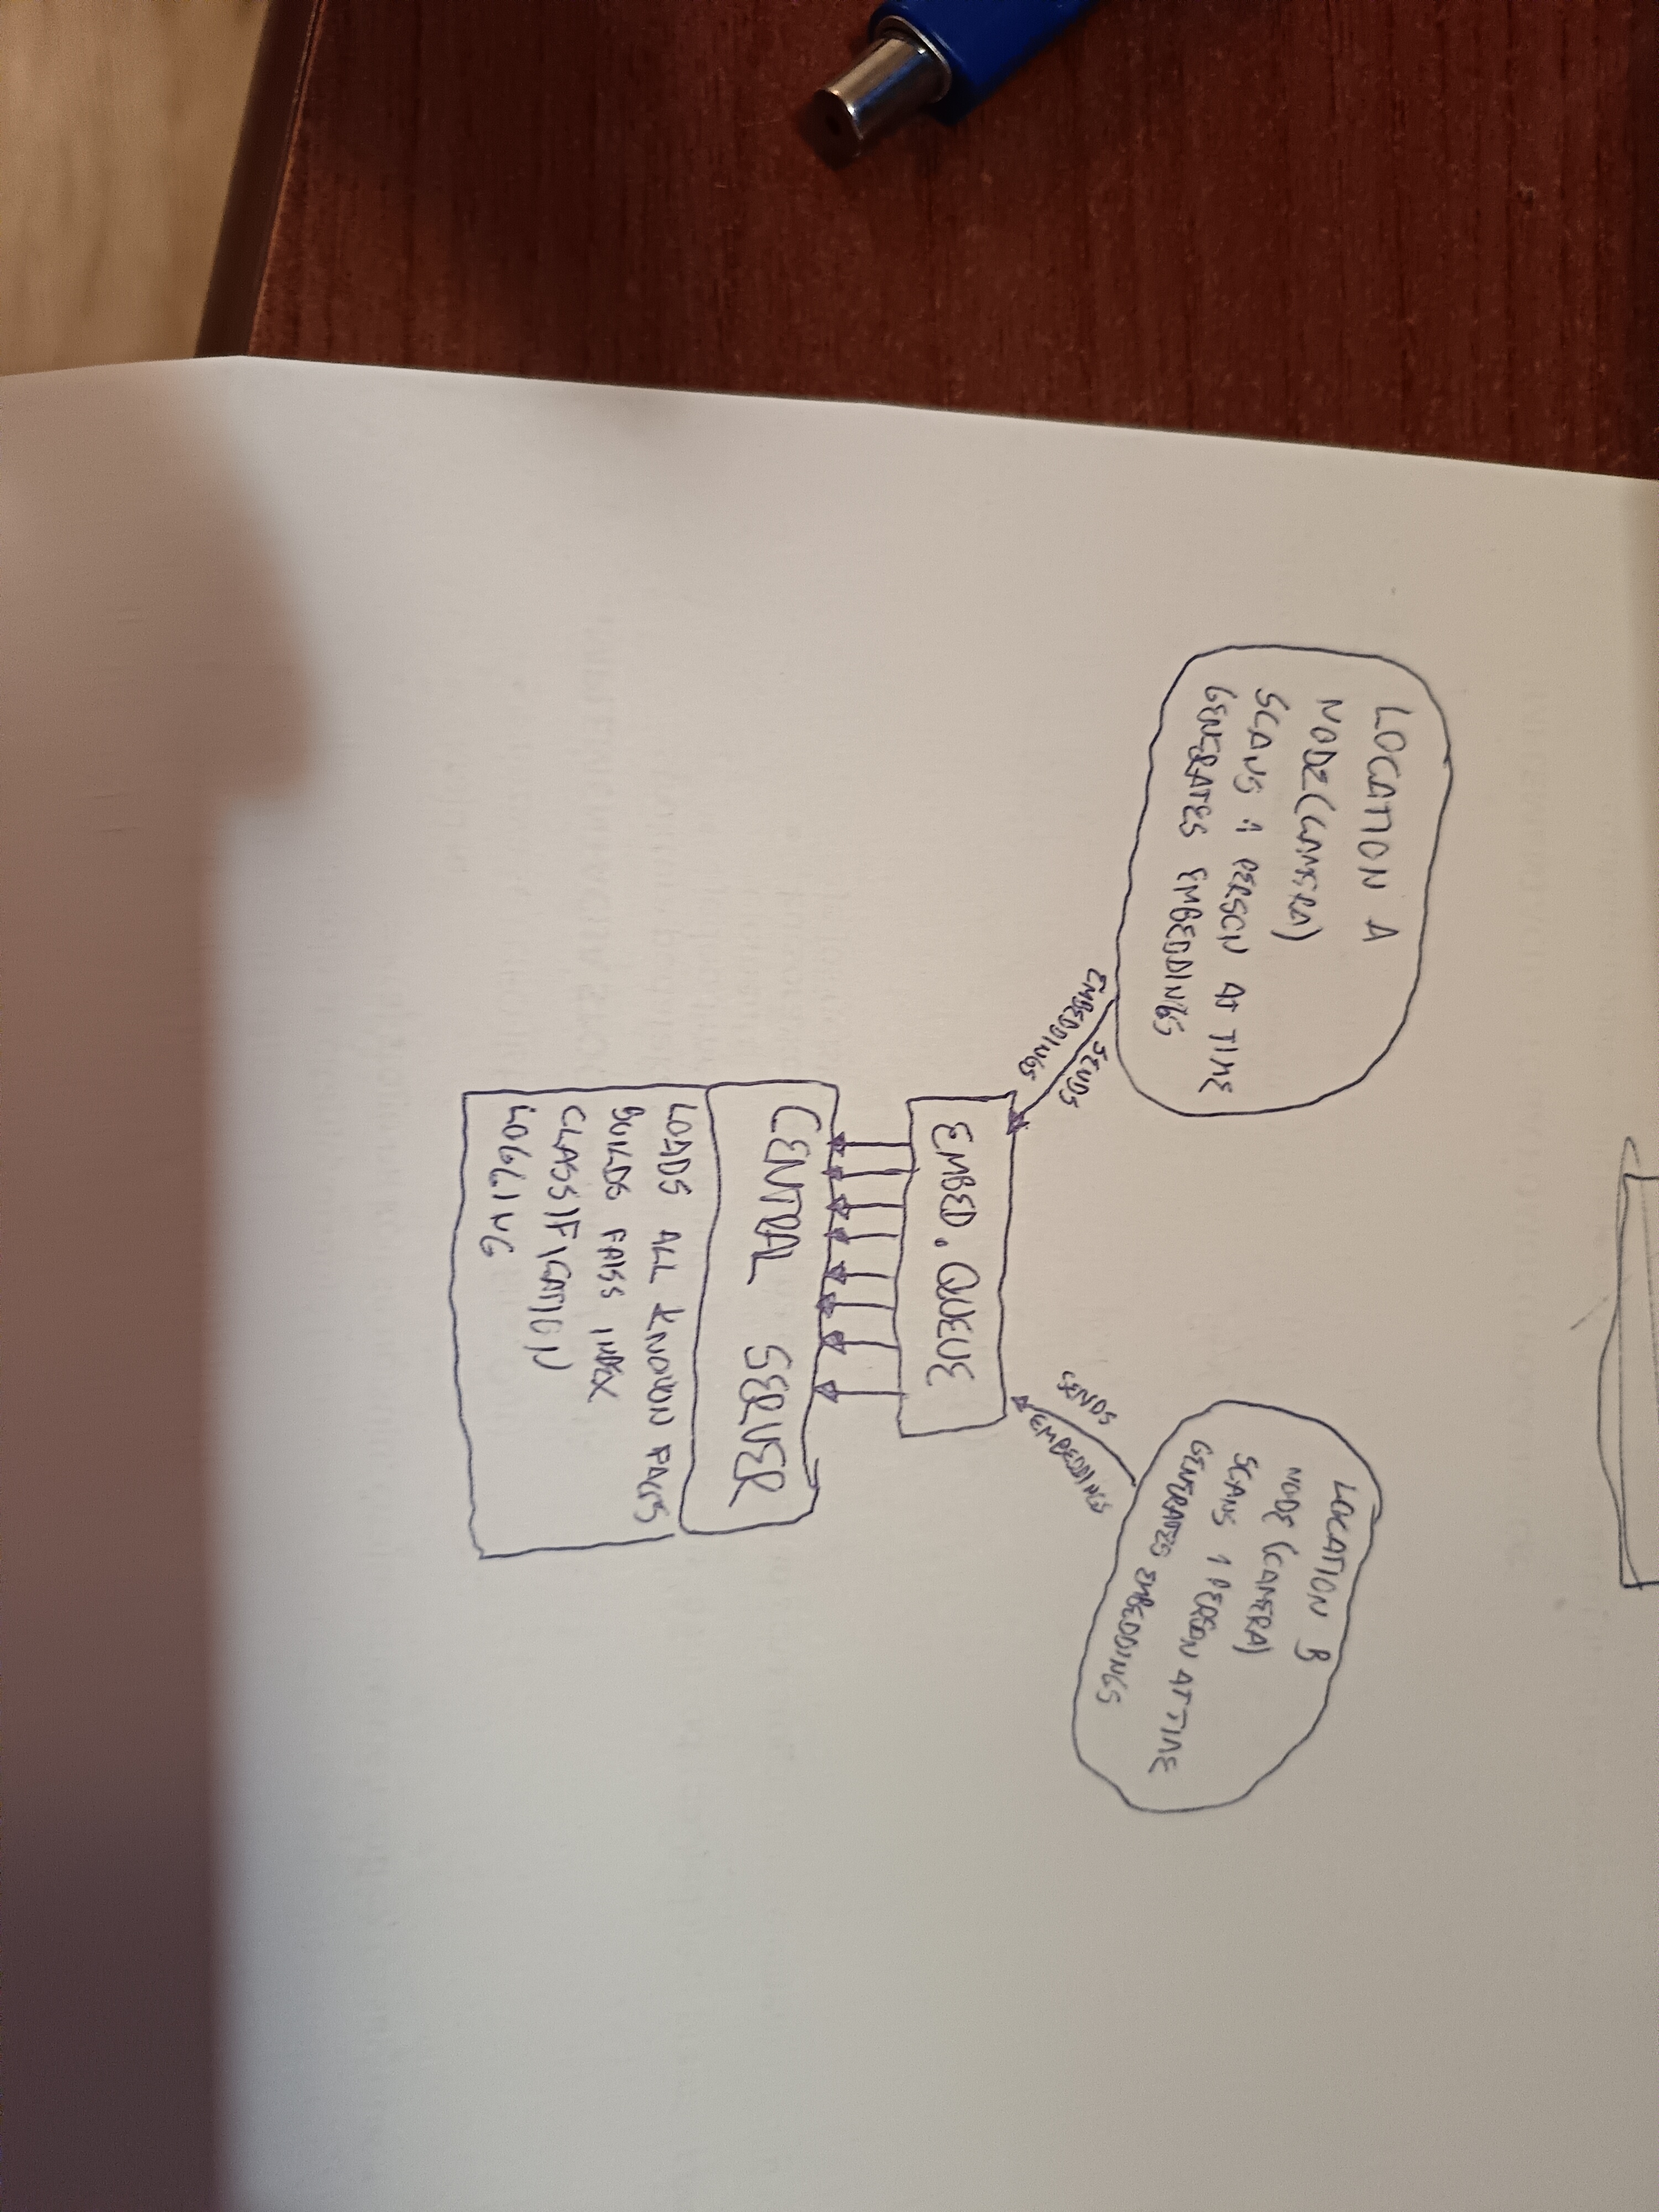 LOCATION A
NODE (CAMERA)
SCANS 1 PERSON AT TIME
GENERATES EMBEDDINGS
SENDS
EMBEDDINGS
LOCATION B
NODE (CAMERA)
SCANS 1 PERSON AT TIME
GENERATES EMBEDDINGS
SENDS
EMBEDDINGS
EMBED. QUEUE
CENTRAL SERVER
LOADS ALL KNOWN FACES
BUILDS FAISS INDEX
CLASSIFICATION
LOGGING